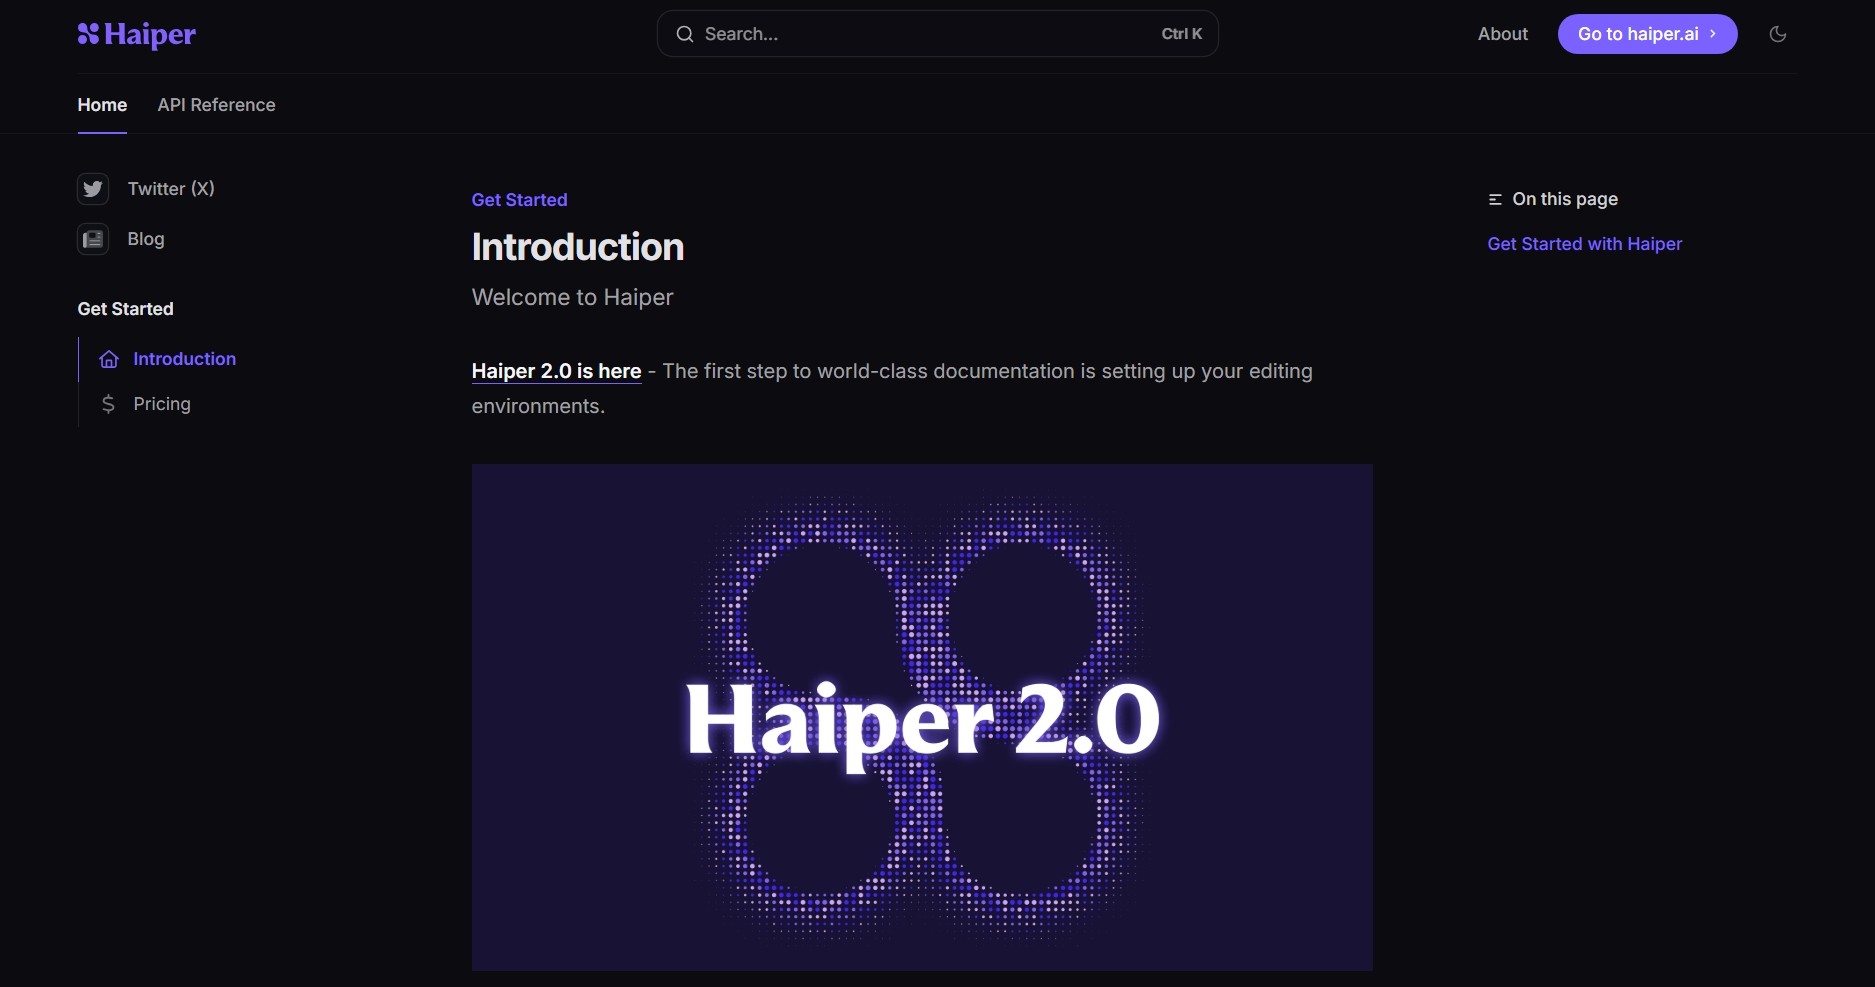 Haiper
Search...
Ctrl K
About
Go to haiper.ai
Home
API Reference
Twitter (X)
Blog
Get Started
Introduction
Pricing
Get Started
Introduction
Welcome to Haiper
Haiper 2.0 is here - The first step to world-class documentation is setting up your editing
environments.
Haiper 2.0
On this page
Get Started with Haiper